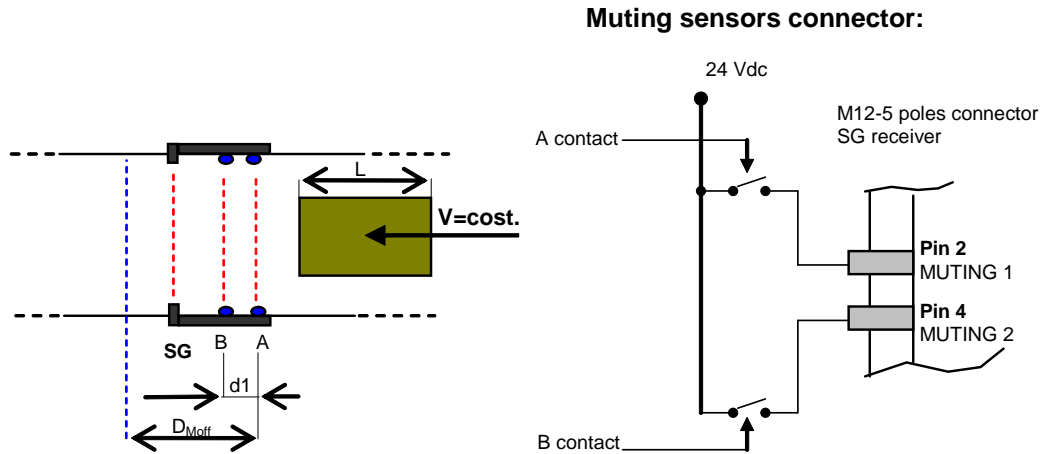 Muting sensors connector:
24 Vdc
M12-5 poles connector
SG receiver
A contact
L
V=cost.
Pin 2
MUTING 1
Pin 4
MUTING 2
SG
B
A
d1
DMoff
B contact